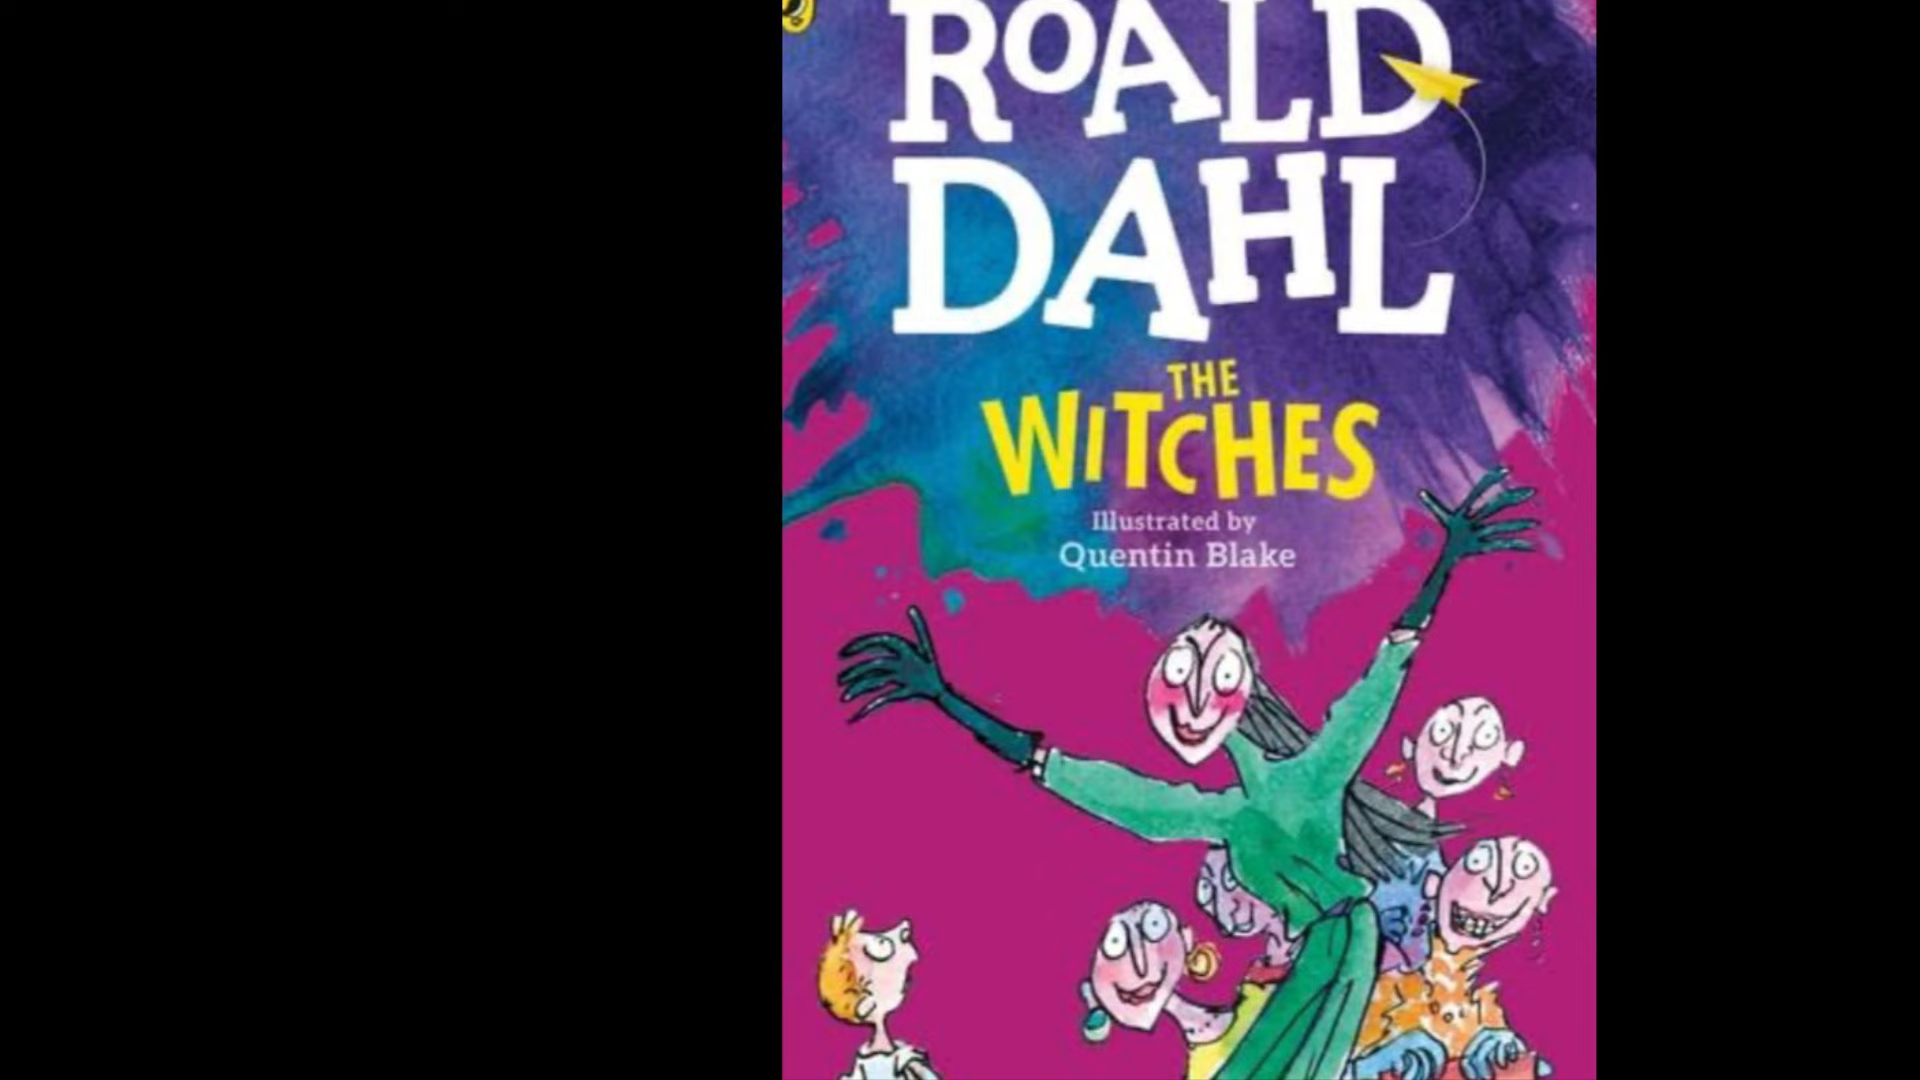 ROALD
DAHL
THE
WITCHES
Illustrated by
Quentin Blake